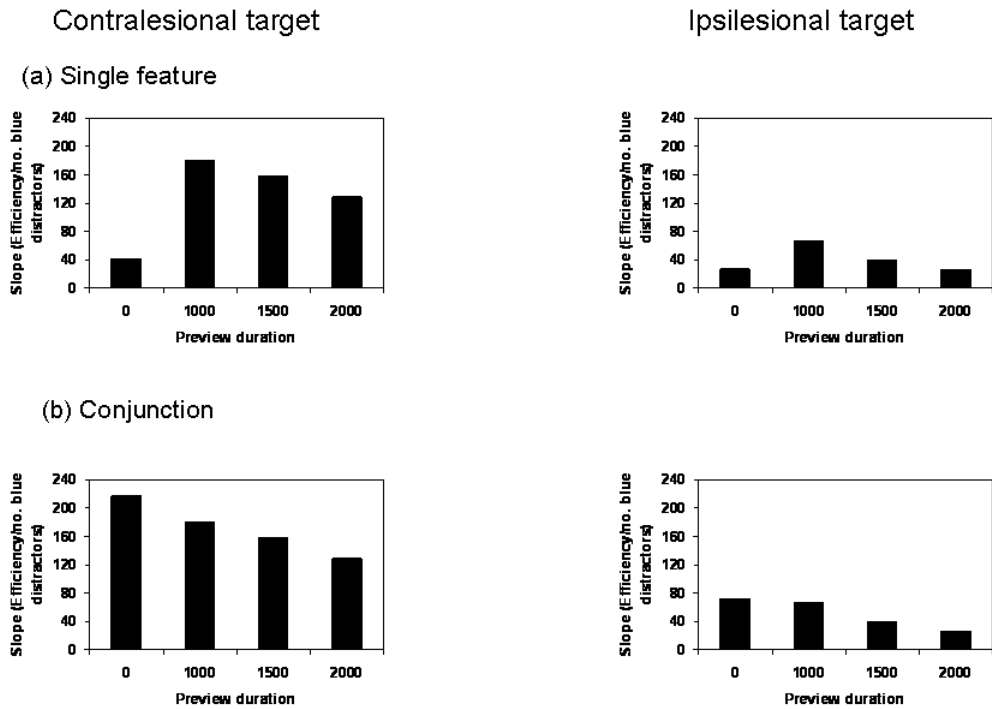 Contralesional target
Ipsilesional target
(a) Single feature
Slope (Efficiency/no. blue
distractors)
240
200
160
120
80
40
0
0 1000 1500 2000
Preview duration
Slope (Efficiency/no. blue
distractors)
240
200
160
120
80
40
0
0 1000 1500 2000
Preview duration
(b) Conjunction
Slope (Efficiency/no. blue
distractors)
240
200
160
120
80
40
0
0 1000 1500 2000
Preview duration
Slope (Efficiency/no. blue
distractors)
240
200
160
120
80
40
0
0 1000 1500 2000
Preview duration